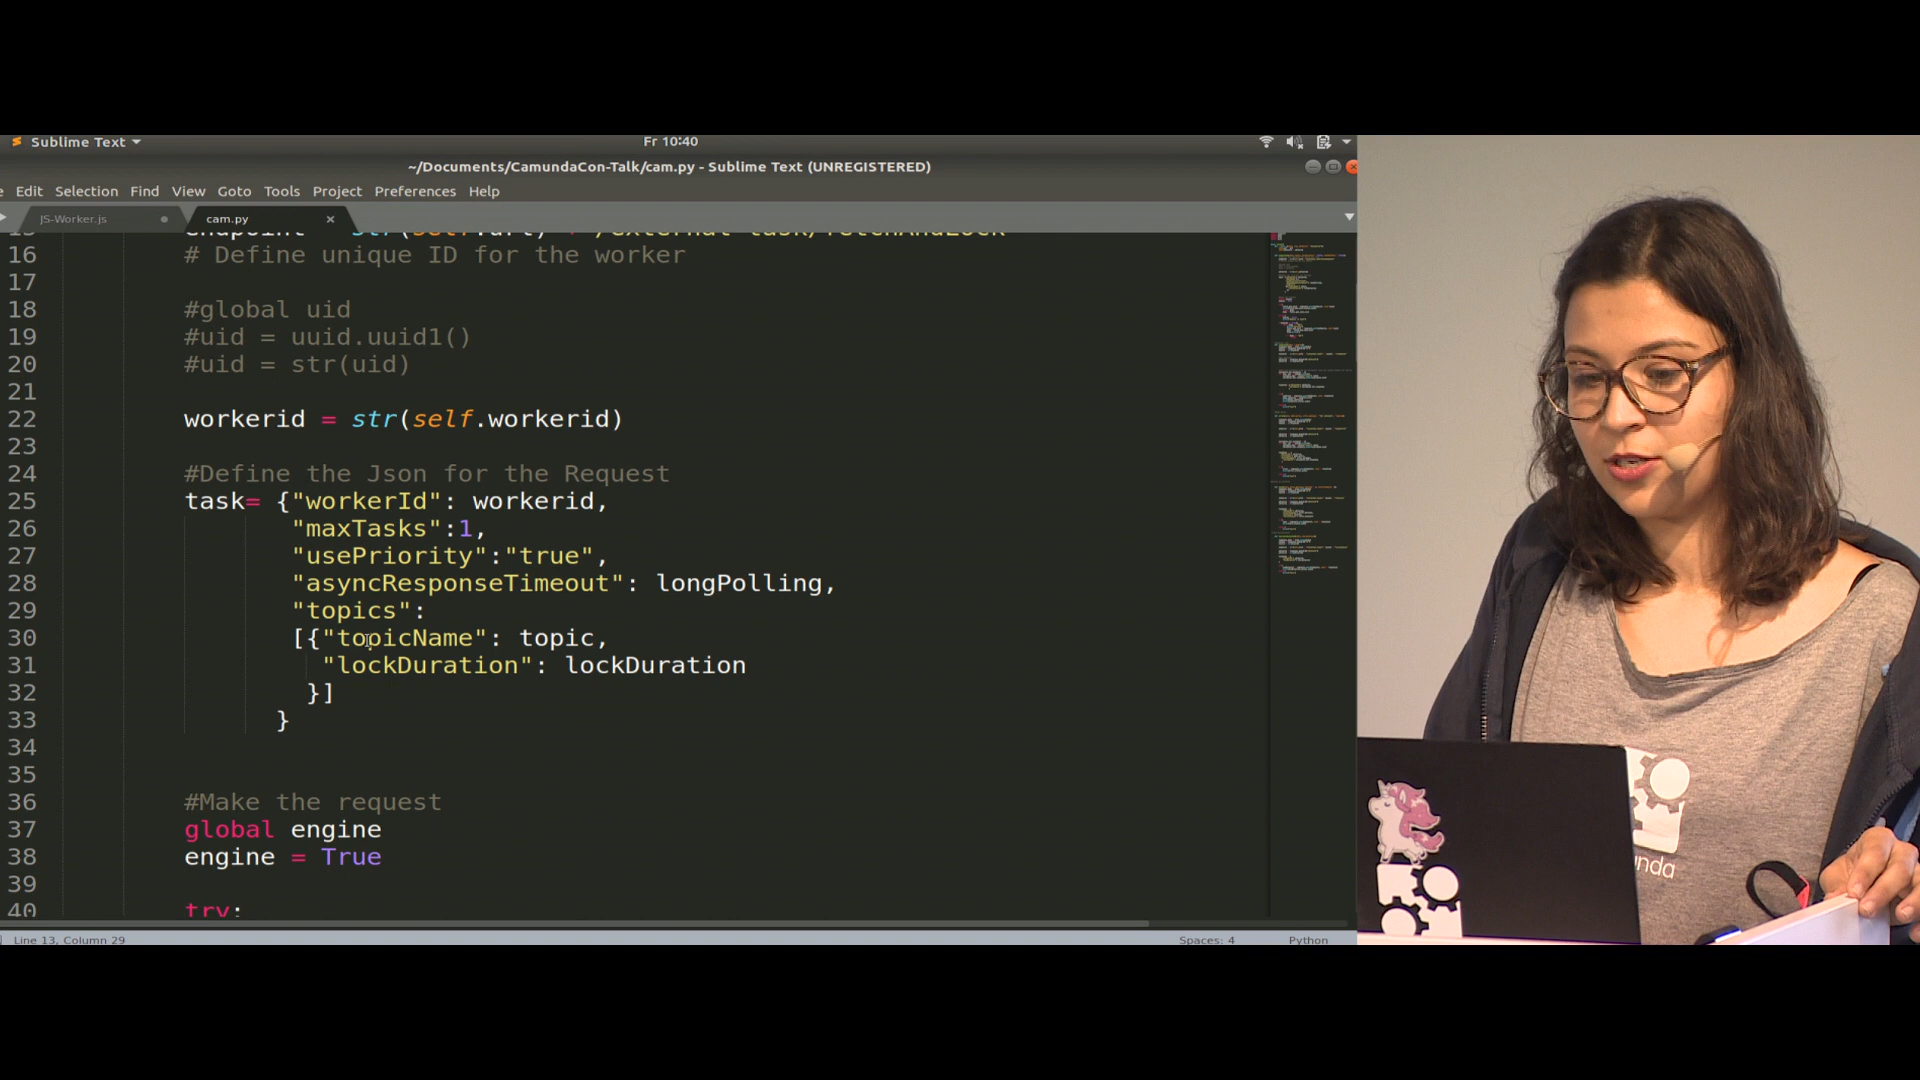 Sublime Text
Fr 10:40
~/Documents/CamundaCon-Talk/cam.py - Sublime Text (UNREGISTERED)
Edit Selection Find View Goto Tools Project Preferences Help
JS-Worker.js
cam.py
16 # Define unique ID for the worker
17
18 #global uid
19 #uid = uuid.uuid1()
20 #uid = str(uid)
21
22 workerid = str(self.workerid)
23
24 #Define the Json for the Request
25 task= {"workerId": workerid,
26 "maxTasks":1,
27 "usePriority":"true",
28 "asyncResponseTimeout": longPolling,
29 "topics":
30 [{"topicName": topic,
31 "lockDuration": lockDuration
32 }]
33 }
34
35
36 #Make the request
37 global engine
38 engine = True
39
40 try:
Line 13, Column 29
Spaces: 4
Python
unda